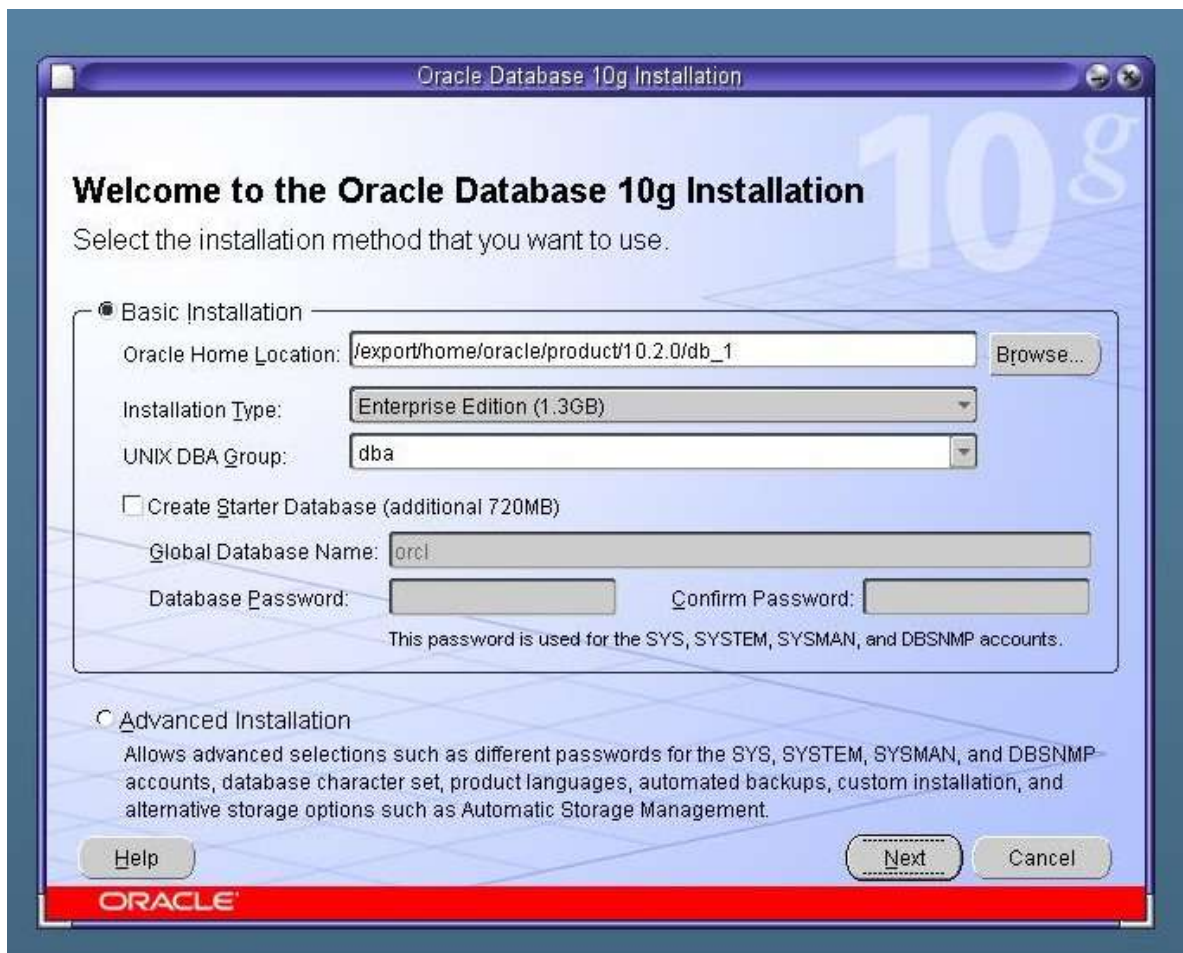 Oracle Database 10g Installation
10g
Welcome to the Oracle Database 10g Installation
Select the installation method that you want to use.
Basic Installation
Oracle Home Location: /export/home/oracle/product/10.2.0/db_1 Browse...
Installation Type: Enterprise Edition (1.3GB)
UNIX DBA Group: dba
Create Starter Database (additional 720MB)
Global Database Name: orcl
Database Password: Confirm Password:
This password is used for the SYS, SYSTEM, SYSMAN, and DBSNMP accounts.
Advanced Installation
Allows advanced selections such as different passwords for the SYS, SYSTEM, SYSMAN, and DBSNMP
accounts, database character set, product languages, automated backups, custom installation, and
alternative storage options such as Automatic Storage Management.
Help Next Cancel
ORACLE